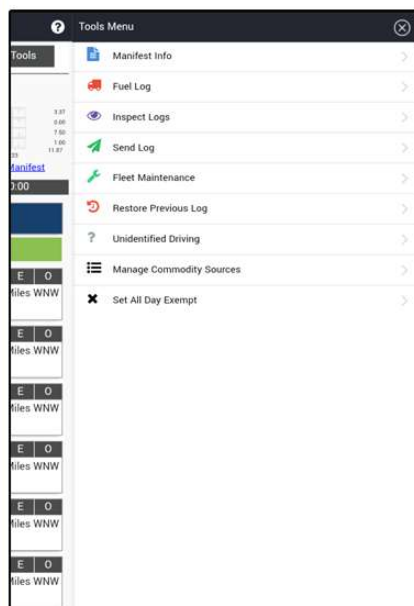 Tools Menu
Tools
Manifest Info
Fuel Log
Inspect Logs
Send Log
Fleet Maintenance
Restore Previous Log
? Unidentified Driving
Manage Commodity Sources
Set All Day Exempt
3.37
0.00
7.50
1.00
11.87
Manifest
0:00
E O
Miles WNW
E O
Miles WNW
E O
Miles WNW
E O
Miles WNW
E O
Miles WNW
E O
Miles WNW